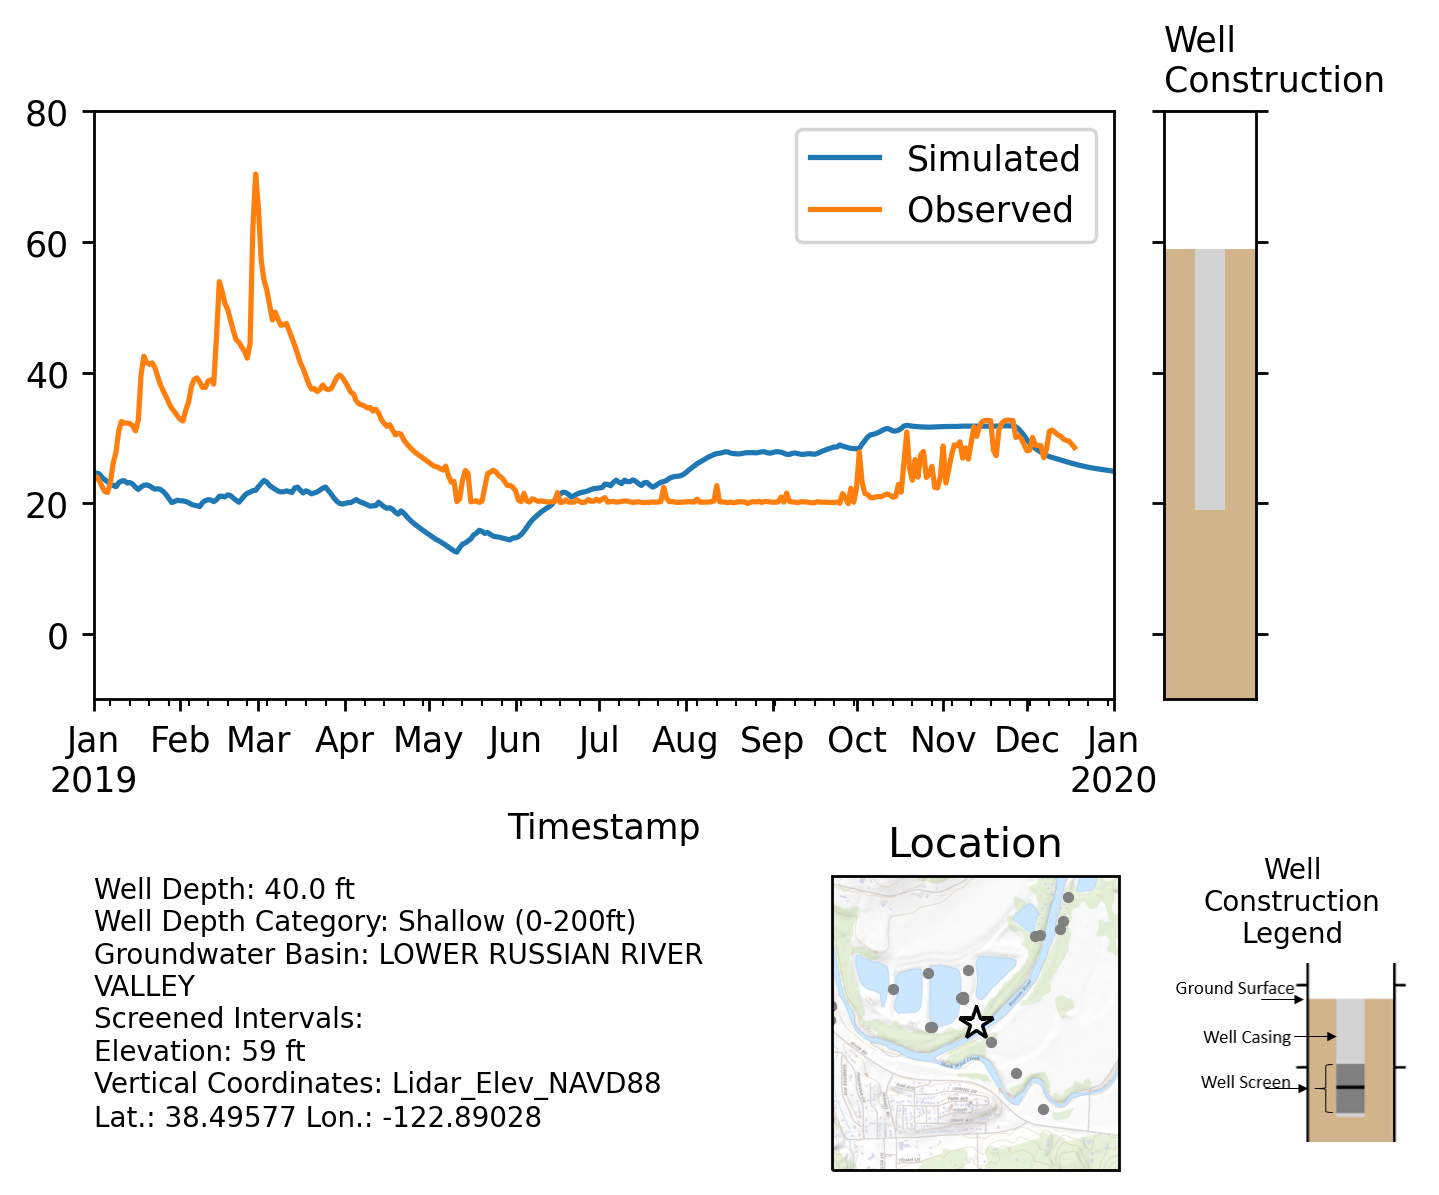 Well
Construction
80
60
40
20
0
Simulated
Observed
Jan Feb Mar Apr May Jun Jul Aug Sep Oct Nov Dec Jan
2019 2020
Timestamp
Well Depth: 40.0 ft
Well Depth Category: Shallow (0-200ft)
Groundwater Basin: LOWER RUSSIAN RIVER
VALLEY
Screened Intervals:
Elevation: 59 ft
Vertical Coordinates: Lidar_Elev_NAVD88
Lat.: 38.49577 Lon.: -122.89028
Location
Well
Construction
Legend
Ground Surface
Well Casing
Well Screen